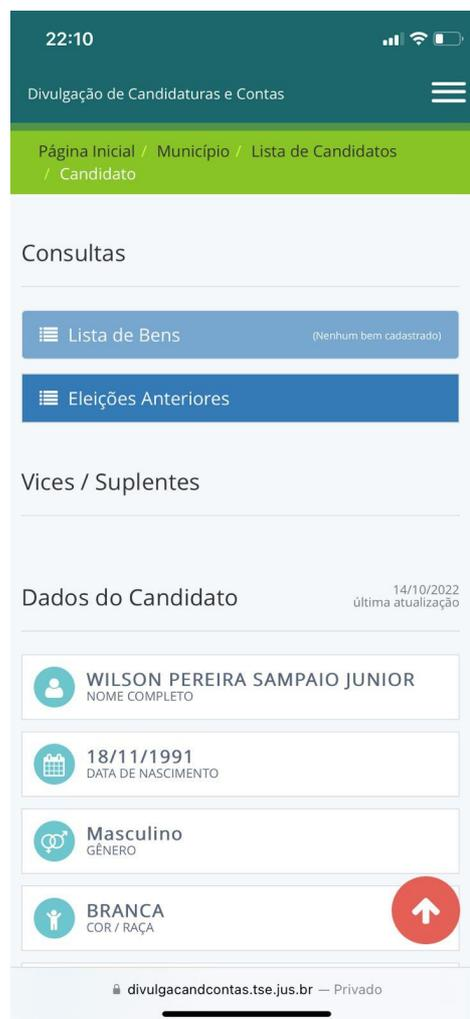 22:10
Divulgação de Candidaturas e Contas
Página Inicial / Município / Lista de Candidatos
/ Candidato
Consultas
Lista de Bens (Nenhum bem cadastrado)
Eleições Anteriores
Vices / Suplentes
Dados do Candidato 14/10/2022
última atualização
WILSON PEREIRA SAMPAIO JUNIOR
NOME COMPLETO
18/11/1991
DATA DE NASCIMENTO
Masculino
GÊNERO
BRANCA
COR / RAÇA
divulgacandcontas.tse.jus.br — Privado